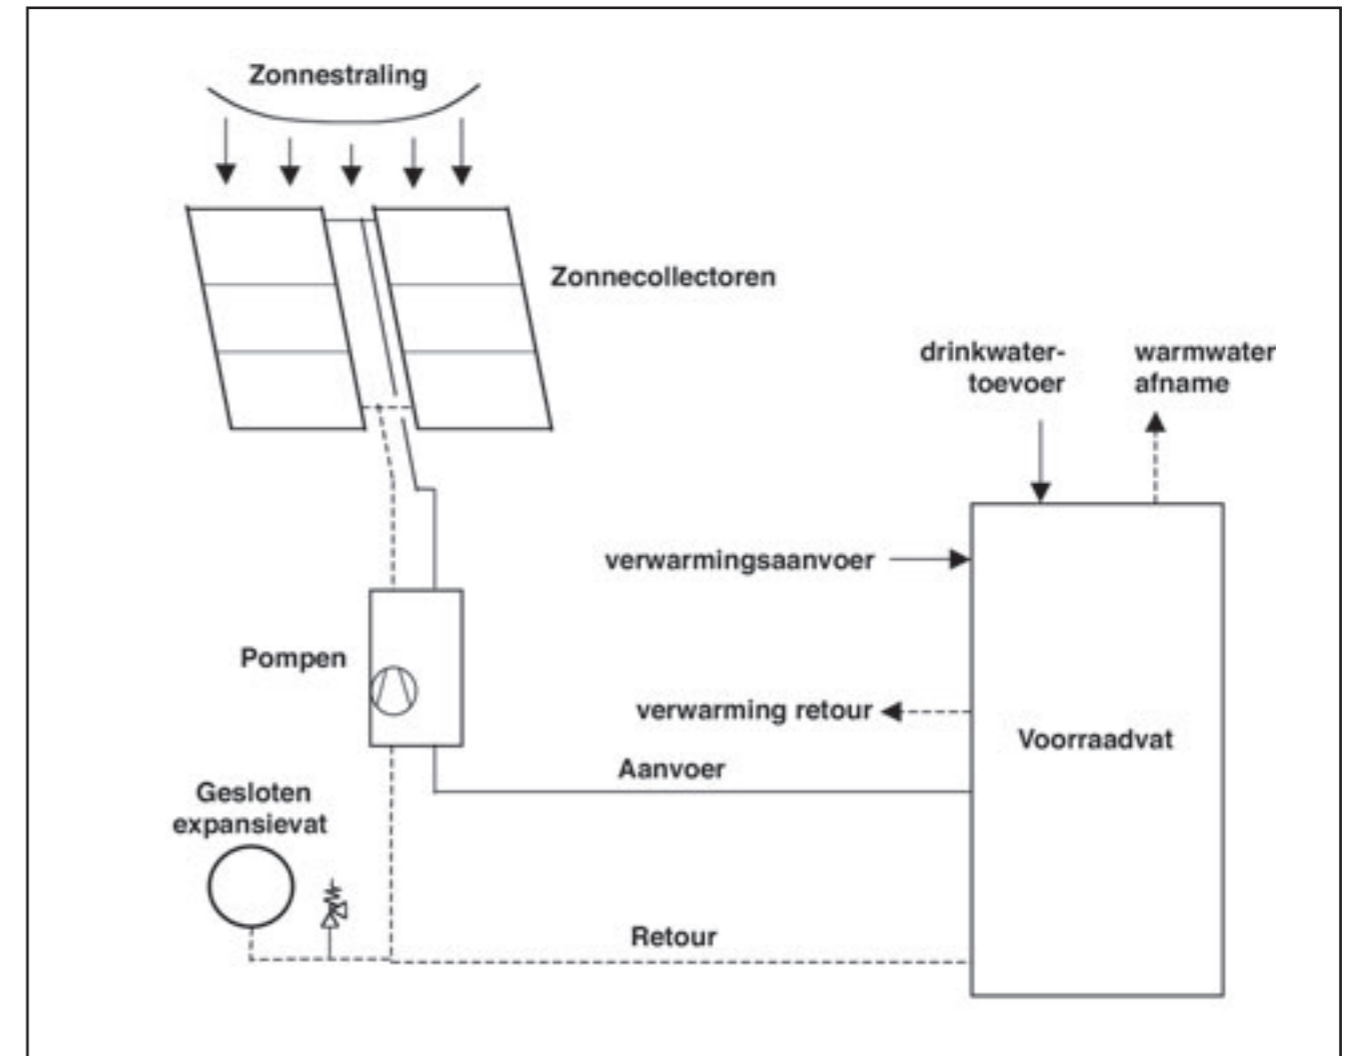 Zonnestraling
Zonnecollectoren
drinkwater-
toevoer
warmwater
afname
verwarmingsaanvoer
Pompen
verwarming retour
Voorraadvat
Aanvoer
Gesloten
expansievat
Retour